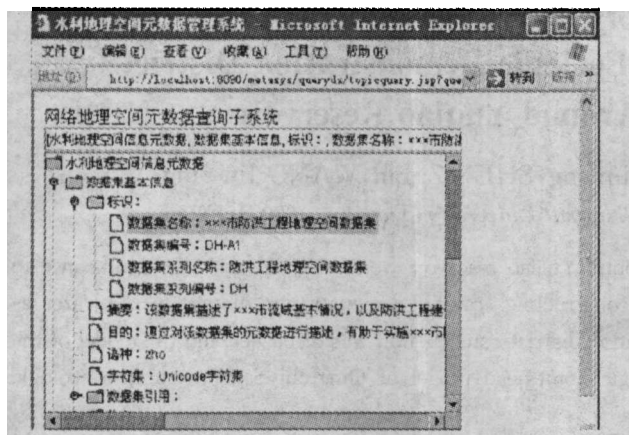 水利地理空间元数据管理系统 - Microsoft Internet Explorer
文件(F) 编辑(E) 查看(V) 收藏(A) 工具(T) 帮助(H)
地址(D) http://localhost:8090/metasys/querydx/topicquery.jsp?que 转到 链接 »
网络地理空间元数据查询子系统
水利地理空间信息元数据,数据集基本信息,标识:,数据集名称:×××市防洪
水利地理空间信息元数据
数据集基本信息
标识:
数据集名称:×××市防洪工程地理空间数据集
数据集编号:DH-A1
数据集系列名称:防洪工程地理空间数据集
数据集系列编号:DH
摘要:该数据集描述了×××市流域基本情况,以及防洪工程建
目的:通过对该数据集的元数据进行描述,有助于实施×××市
语种:zho
字符集:Unicode字符集
数据集引用: